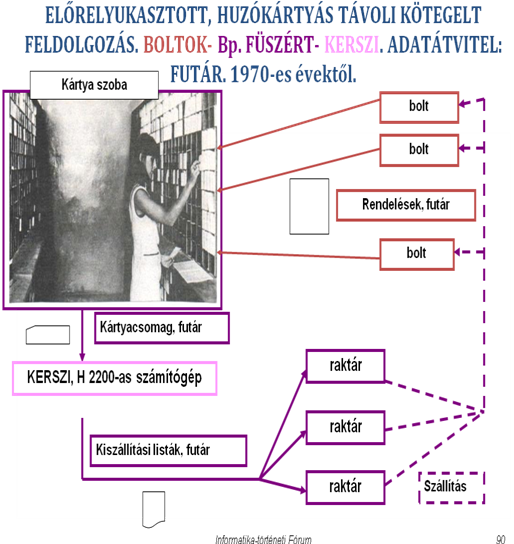 ELŐRELYUKASZTOTT, HUZÓKÁRTYÁS TÁVOLI KÖTEGELT
FELDOLGOZÁS. BOLTOK- Bp. FÜSZÉRT- KERSZI. ADATÁTVITEL:
FUTÁR. 1970-es évektől.
Kártya szoba
bolt
bolt
Rendelések, futár
bolt
Kártyacsomag, futár
KERSZI, H 2200-as számítógép
raktár
raktár
Kiszállítási listák, futár
raktár
Szállítás
Informatika-történeti Fórum
90